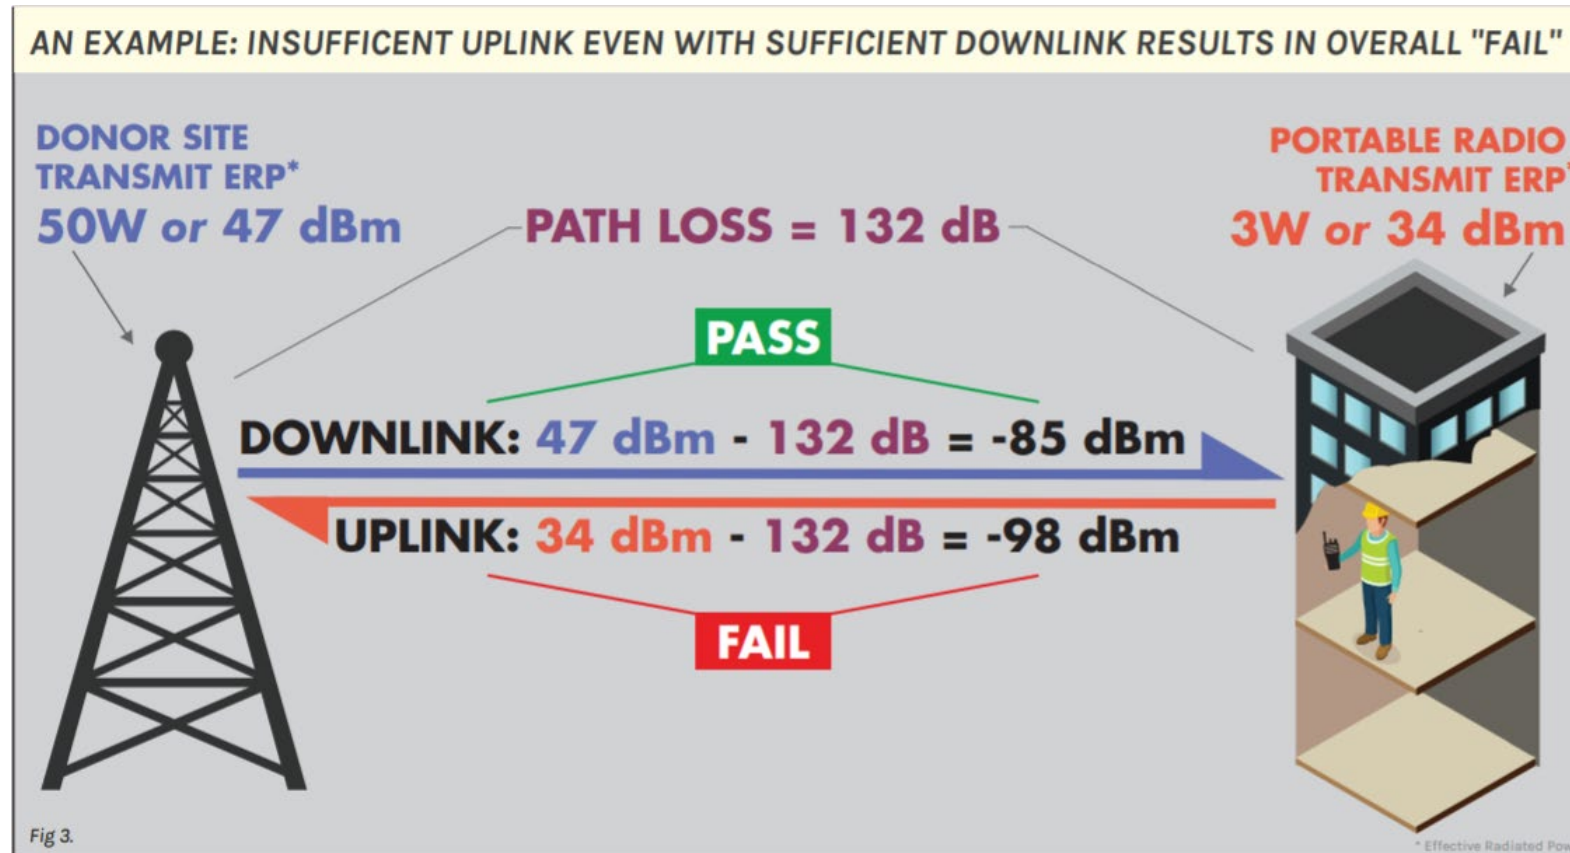 AN EXAMPLE: INSUFFICENT UPLINK EVEN WITH SUFFICIENT DOWNLINK RESULTS IN OVERALL "FAIL"
DONOR SITE
TRANSMIT ERP*
50W or 47 dBm
PATH LOSS = 132 dB
PORTABLE RADIO
TRANSMIT ERP*
3W or 34 dBm
PASS
DOWNLINK: 47 dBm - 132 dB = -85 dBm
UPLINK: 34 dBm - 132 dB = -98 dBm
FAIL
Fig 3.
* Effective Radiated